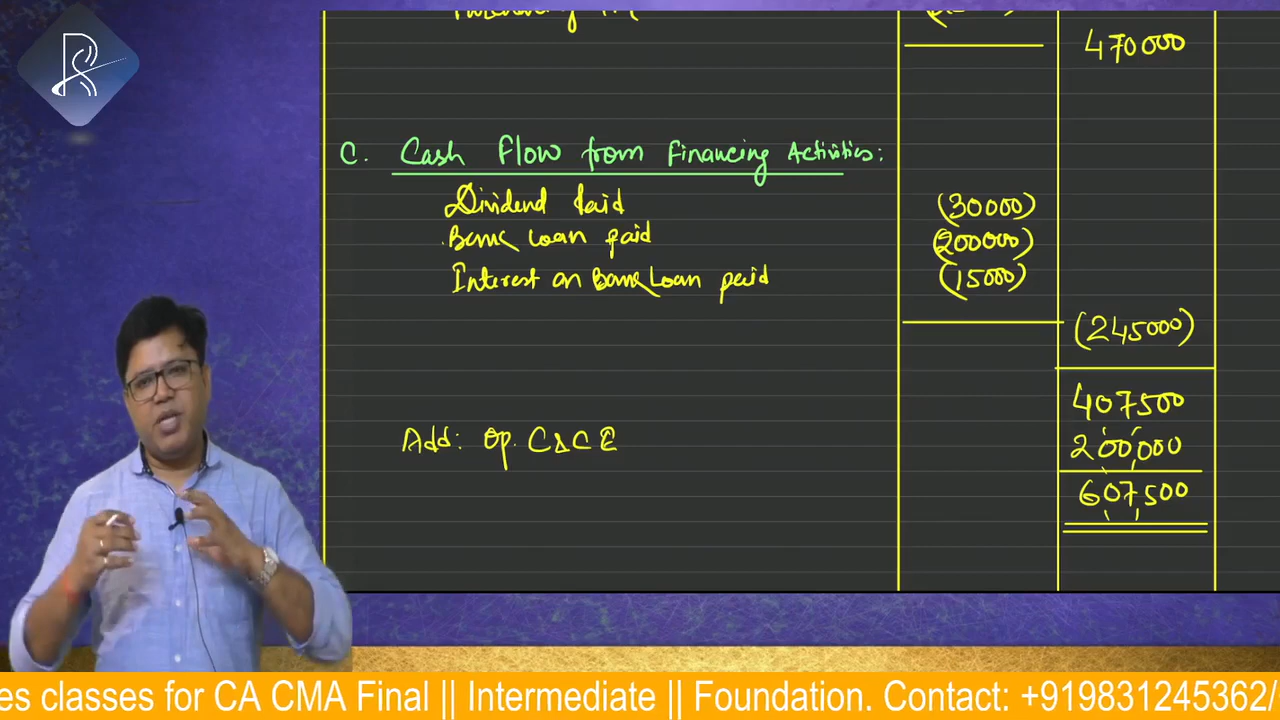 470000
C. Cash Flow from Financing Activities:
Dividend Paid (30000)
Bank Loan paid (200000)
Interest on Bank Loan paid (15000)
(245000)
407500
Add: Op. C&CE 200,000
607,500
es classes for CA CMA Final || Intermediate || Foundation. Contact: +919831245362/